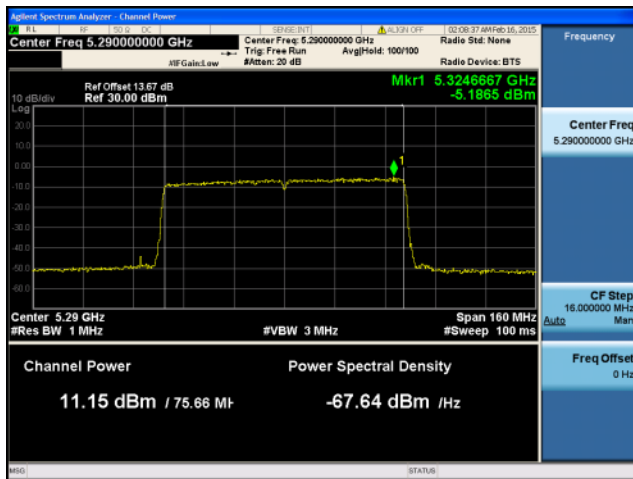 Agilent Spectrum Analyzer - Channel Power
RL RF 50 Ω DC SENSE:INT ALIGN OFF 02:08:37 AM Feb 16, 2015
Center Freq 5.290000000 GHz
Center Freq: 5.290000000 GHz Radio Std: None
Trig: Free Run Avg|Hold: 100/100
#IFGain:Low #Atten: 20 dB Radio Device: BTS
Ref Offset 13.67 dB
10 dB/div Ref 30.00 dBm
Mkr1 5.3246667 GHz
-5.1865 dBm
Log
20.0
10.0
0.00
-10.0
-20.0
-30.0
-40.0
-50.0
-60.0
1
Center 5.29 GHz Span 160 MHz
#Res BW 1 MHz #VBW 3 MHz #Sweep 100 ms
Channel Power Power Spectral Density
11.15 dBm / 75.66 MH -67.64 dBm /Hz
MSG STATUS
Frequency
Center Freq
5.290000000 GHz
CF Step
16.000000 MHz
Auto Man
Freq Offset
0 Hz